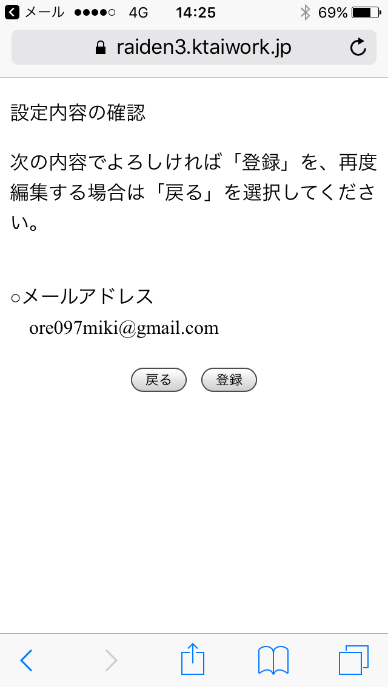 メール 4G 14:25 69%
raiden3.ktaiwork.jp
設定内容の確認
次の内容でよろしければ「登録」を、再度
編集する場合は「戻る」を選択してくださ
い。
○メールアドレス
ore097miki@gmail.com
戻る 登録